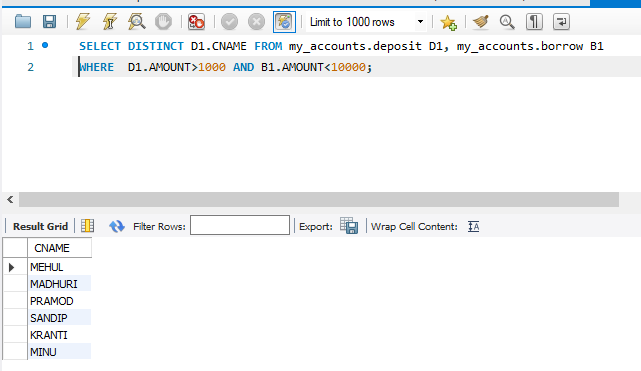 Limit to 1000 rows
1 SELECT DISTINCT D1.CNAME FROM my_accounts.deposit D1, my_accounts.borrow B1
2 WHERE D1.AMOUNT>1000 AND B1.AMOUNT<10000;
Result Grid Filter Rows: Export: Wrap Cell Content: IA
CNAME
MEHUL
MADHURI
PRAMOD
SANDIP
KRANTI
MINU